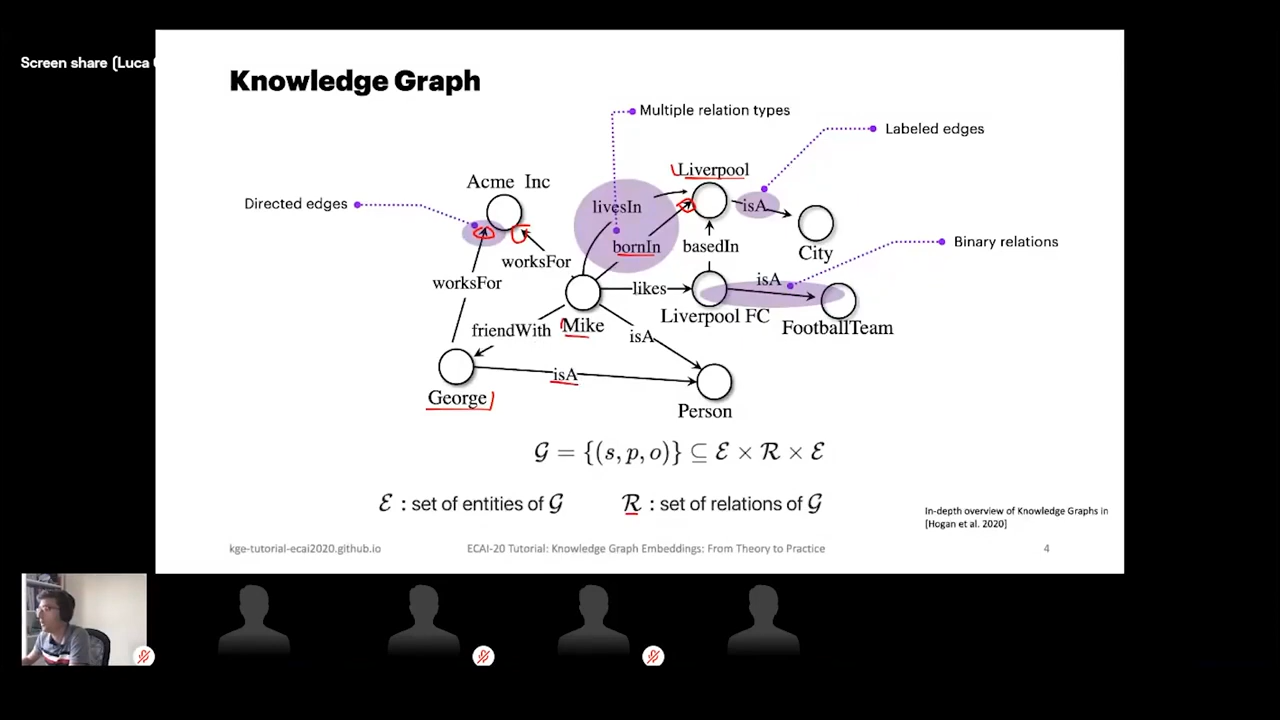 Screen share (Luca
Knowledge Graph
Multiple relation types
Labeled edges
Liverpool
Acme Inc
Directed edges
livesIn
isA
bornIn
basedIn
Binary relations
City
worksFor
isA
worksFor
likes
Liverpool FC
FootballTeam
friendWith
Mike
isA
isA
George
Person
𝒢 = {(s, p, o)} ⊆ ℰ × ℛ × ℰ
ℰ : set of entities of 𝒢
ℛ : set of relations of 𝒢
In-depth overview of Knowledge Graphs in
[Hogan et al. 2020]
kge-tutorial-ecai2020.github.io
ECAI-20 Tutorial: Knowledge Graph Embeddings: From Theory to Practice
4